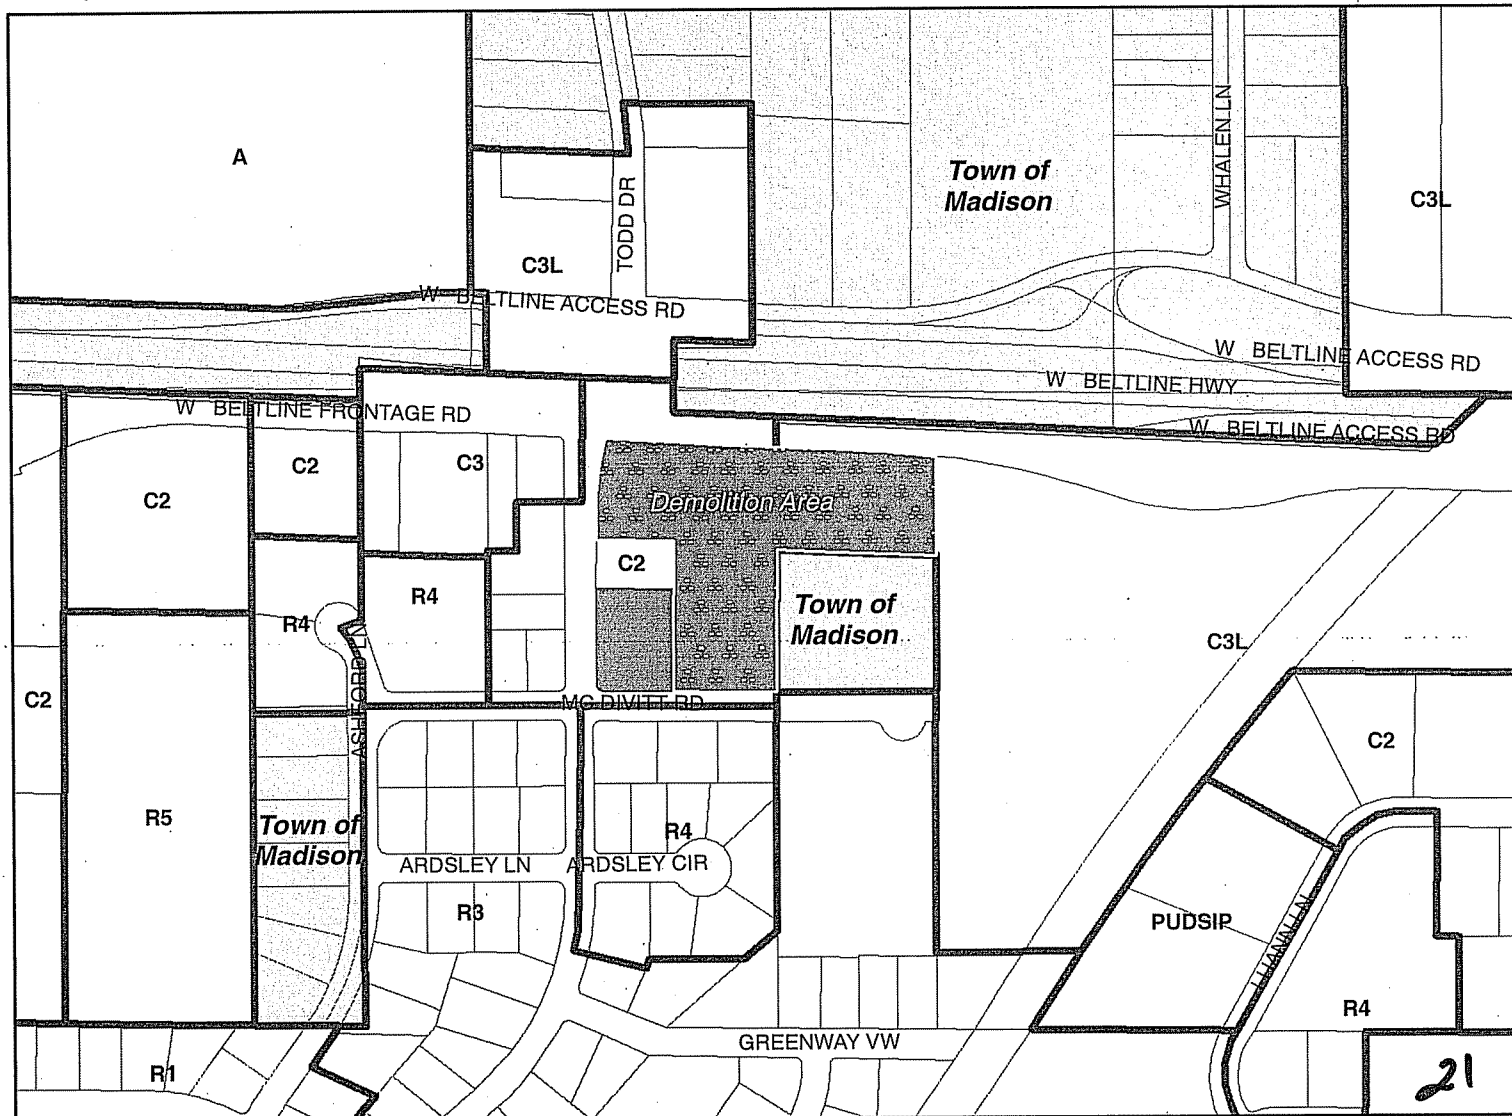 A
Town of
Madison
WHALEN LN
C3L
TODD DR
C3L
W BELTLINE ACCESS RD
W BELTLINE ACCESS RD
W BELTLINE HWY
W BELTLINE FRONTAGE RD
W BELTLINE ACCESS RD
C2
C3
C2
Demolition Area
C2
R4
R4
Town of
Madison
C3L
C2
ASHFORD LN
MC DIVITT RD
C2
R5
Town of
Madison
R4
ARDSLEY LN
ARDSLEY CIR
R3
PUDSIP
LUANN LN
R4
GREENWAY VW
R1
21